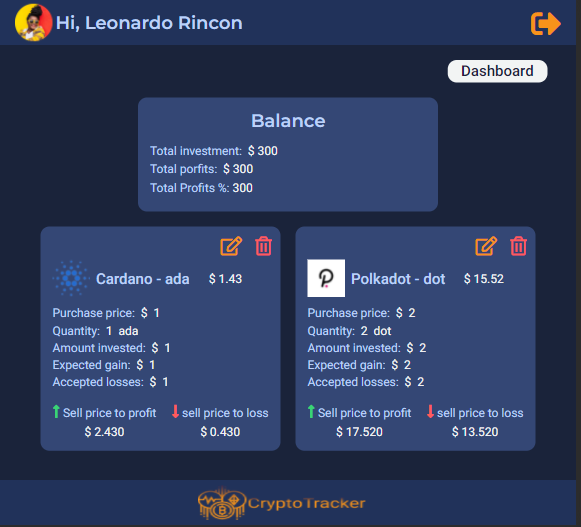 Hi, Leonardo Rincon
Dashboard
Balance
Total investment: $ 300
Total porfits: $ 300
Total Profits %: 300
Cardano - ada $ 1.43
Purchase price: $ 1
Quantity: 1 ada
Amount invested: $ 1
Expected gain: $ 1
Accepted losses: $ 1
Sell price to profit sell price to loss
$ 2.430 $ 0.430
Polkadot - dot $ 15.52
Purchase price: $ 2
Quantity: 2 dot
Amount invested: $ 2
Expected gain: $ 2
Accepted losses: $ 2
Sell price to profit sell price to loss
$ 17.520 $ 13.520
CryptoTracker